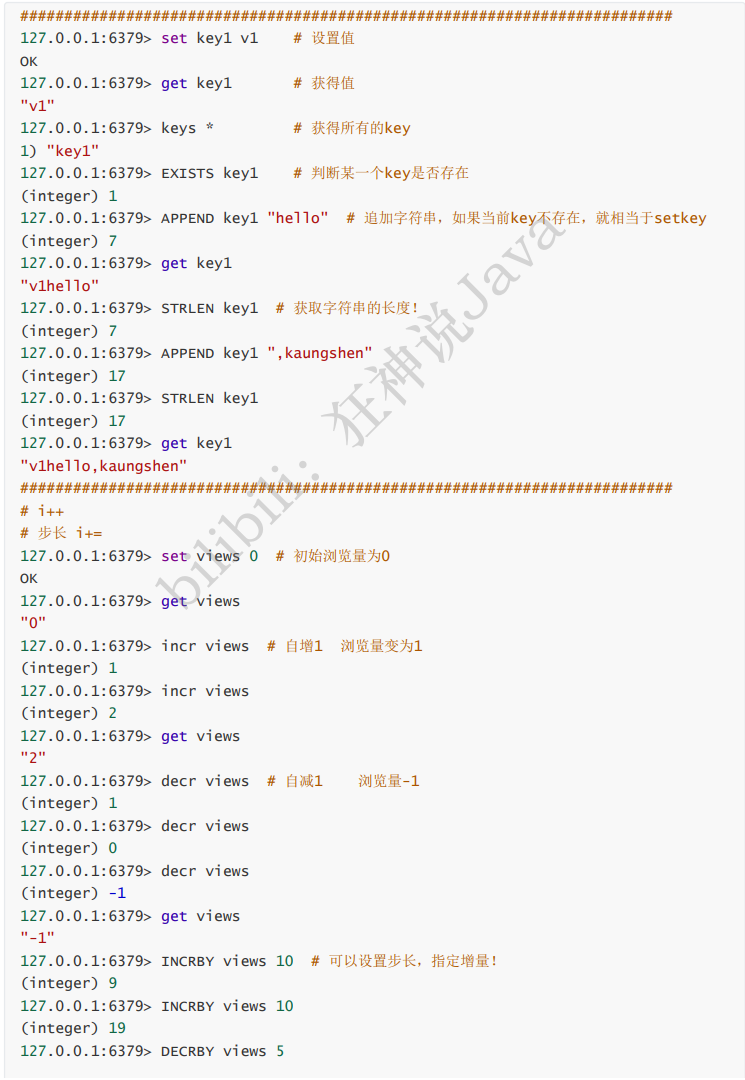 ##########################################################################
127.0.0.1:6379> set key1 v1    # 设置值
OK
127.0.0.1:6379> get key1       # 获得值
"v1"
127.0.0.1:6379> keys *         # 获得所有的key
1) "key1"
127.0.0.1:6379> EXISTS key1    # 判断某一个key是否存在
(integer) 1
127.0.0.1:6379> APPEND key1 "hello"  # 追加字符串，如果当前key不存在，就相当于setkey
(integer) 7
127.0.0.1:6379> get key1
"v1hello"
127.0.0.1:6379> STRLEN key1  # 获取字符串的长度！
(integer) 7
127.0.0.1:6379> APPEND key1 ",kaungshen"
(integer) 17
127.0.0.1:6379> STRLEN key1
(integer) 17
127.0.0.1:6379> get key1
"v1hello,kaungshen"
##########################################################################
# i++
# 步长 i+=
127.0.0.1:6379> set views 0  # 初始浏览量为0
OK
127.0.0.1:6379> get views
"0"
127.0.0.1:6379> incr views  # 自增1  浏览量变为1
(integer) 1
127.0.0.1:6379> incr views
(integer) 2
127.0.0.1:6379> get views
"2"
127.0.0.1:6379> decr views  # 自减1    浏览量-1
(integer) 1
127.0.0.1:6379> decr views
(integer) 0
127.0.0.1:6379> decr views
(integer) -1
127.0.0.1:6379> get views
"-1"
127.0.0.1:6379> INCRBY views 10  # 可以设置步长，指定增量！
(integer) 9
127.0.0.1:6379> INCRBY views 10
(integer) 19
127.0.0.1:6379> DECRBY views 5
bilibili：狂神说Java